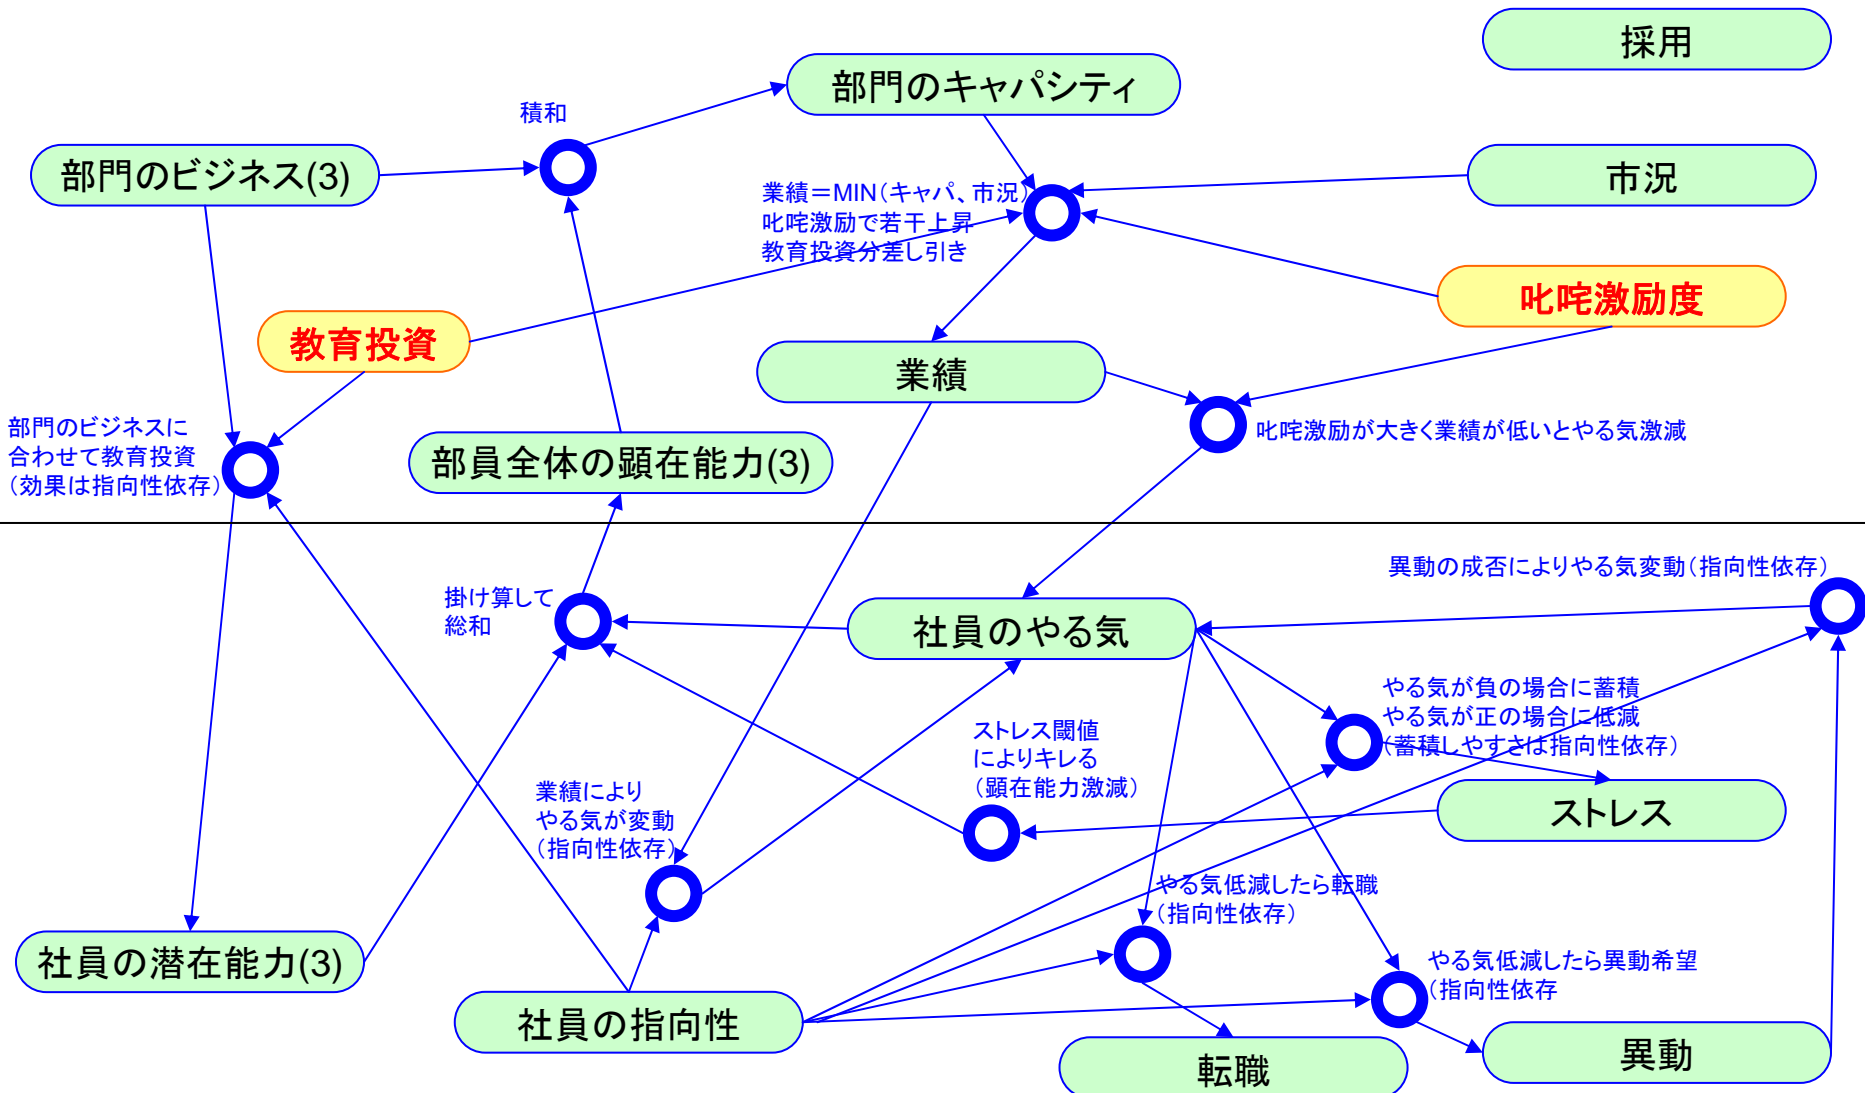 採用
部門のキャパシティ
積和
部門のビジネス(3)
市況
業績＝MIN（キャパ、市況）
叱咤激励で若干上昇
教育投資分差し引き
叱咤激励度
教育投資
業績
部門のビジネスに
合わせて教育投資
（効果は指向性依存）
部員全体の顕在能力(3)
叱咤激励が大きく業績が低いとやる気激減
異動の成否によりやる気変動（指向性依存）
掛け算して
総和
社員のやる気
やる気が負の場合に蓄積
やる気が正の場合に低減
（蓄積しやすさは指向性依存）
ストレス閾値
によりキレる
（顕在能力激減）
業績により
やる気が変動
（指向性依存）
ストレス
やる気低減したら転職
（指向性依存）
社員の潜在能力(3)
やる気低減したら異動希望
（指向性依存
社員の指向性
異動
転職